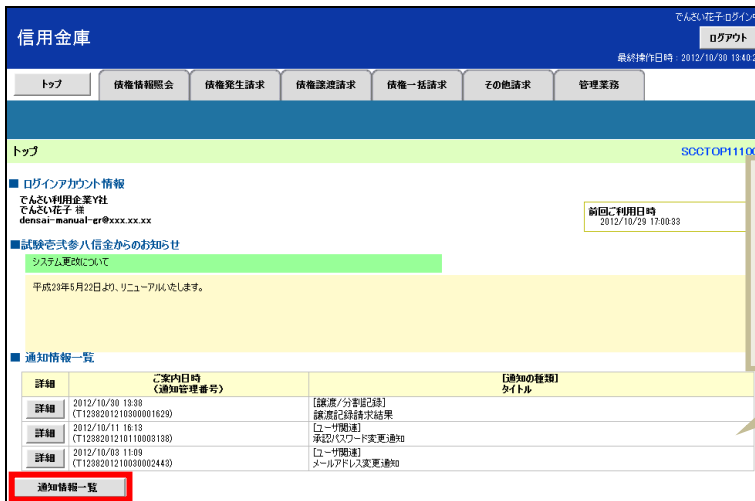 でんさい花子:ログイン中
信用金庫
ログアウト
最終操作日時：2012/10/30 13:40:2
トップ 債権情報照会 債権発生請求 債権譲渡請求 債権一括請求 その他請求 管理業務
トップ
SCCTOP11100
■ ログインアカウント情報
でんさい利用企業Y社
でんさい花子 様
densai-manual-gr@xxx.xx.xx
前回ご利用日時
2012/10/29 17:00:33
■試験壱弐参八信金からのお知らせ
システム更改について
平成23年5月22日より、リニューアルいたします。
■ 通知情報一覧
詳細 ご案内日時 [通知の種類]
（通知管理番号） タイトル
詳細 2012/10/30 13:38 [譲渡/分割記録]
(T1238201210300001629) 譲渡記録請求結果
詳細 2012/10/11 16:13 [ユーザ関連]
(T1238201210110003138) 承認パスワード変更通知
詳細 2012/10/03 11:09 [ユーザ関連]
(T1238201210030002443) メールアドレス変更通知
通知情報一覧